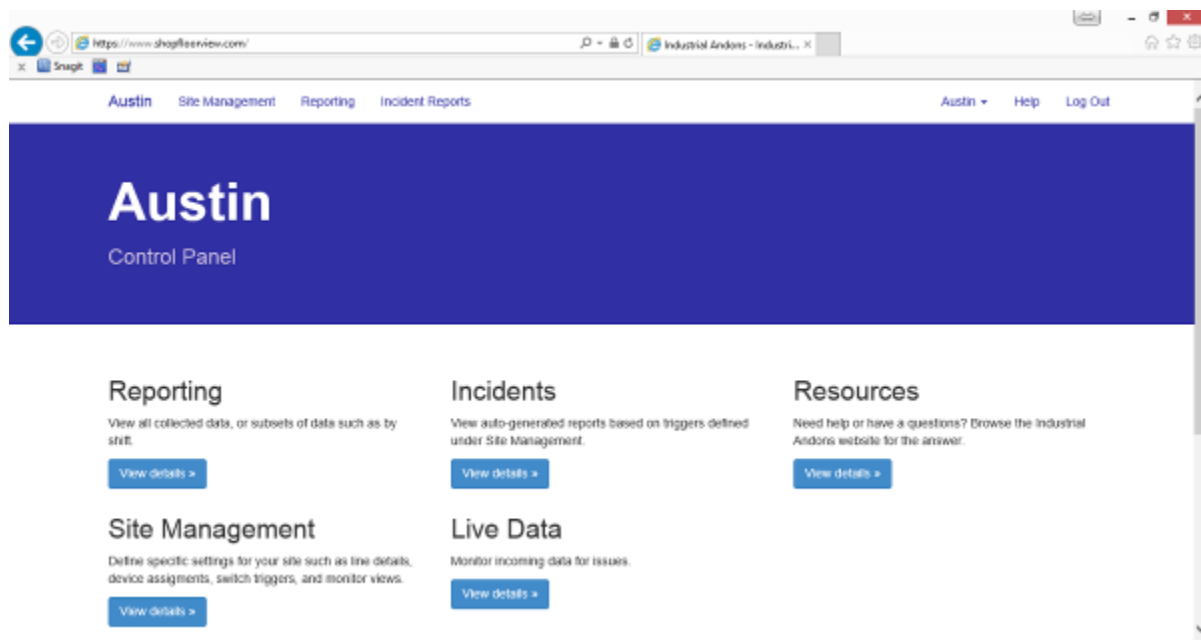 https://www.shopfloorview.com/
Industrial Andons - Industri...
Snagit
Austin Site Management Reporting Incident Reports Austin Help Log Out
Austin
Control Panel
Reporting
View all collected data, or subsets of data such as by
shift.
View details »
Incidents
View auto-generated reports based on triggers defined
under Site Management.
View details »
Resources
Need help or have a questions? Browse the Industrial
Andons website for the answer.
View details »
Site Management
Define specific settings for your site such as line details,
device assigments, switch triggers, and monitor views.
View details »
Live Data
Monitor incoming data for issues.
View details »